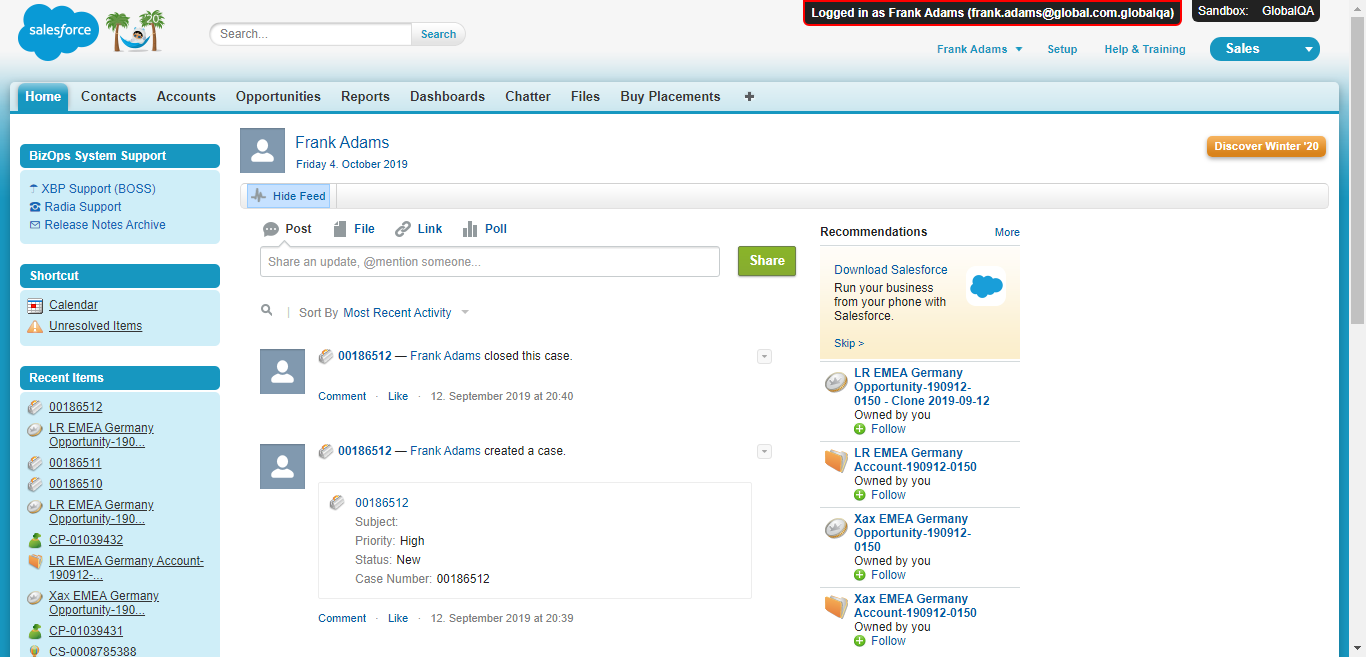 salesforce
20
Search...
Search
Logged in as Frank Adams (frank.adams@global.com.globalqa)
Sandbox: GlobalQA
Frank Adams
Setup
Help & Training
Sales
Home
Contacts
Accounts
Opportunities
Reports
Dashboards
Chatter
Files
Buy Placements
BizOps System Support
XBP Support (BOSS)
Radia Support
Release Notes Archive
Shortcut
Calendar
Unresolved Items
Recent Items
00186512
LR EMEA Germany
Opportunity-190...
00186511
00186510
LR EMEA Germany
Opportunity-190...
CP-01039432
LR EMEA Germany Account-
190912-...
Xax EMEA Germany
Opportunity-190...
CP-01039431
CS-0008785388
Frank Adams
Friday 4. October 2019
Discover Winter '20
Hide Feed
Post
File
Link
Poll
Share an update, @mention someone...
Share
Sort By Most Recent Activity
00186512 — Frank Adams closed this case.
Comment · Like · 12. September 2019 at 20:40
00186512 — Frank Adams created a case.
00186512
Subject:
Priority: High
Status: New
Case Number: 00186512
Comment · Like · 12. September 2019 at 20:39
Recommendations
More
Download Salesforce
Run your business
from your phone with
Salesforce.
Skip >
LR EMEA Germany
Opportunity-190912-
0150 - Clone 2019-09-12
Owned by you
Follow
LR EMEA Germany
Account-190912-0150
Owned by you
Follow
Xax EMEA Germany
Opportunity-190912-
0150
Owned by you
Follow
Xax EMEA Germany
Account-190912-0150
Owned by you
Follow